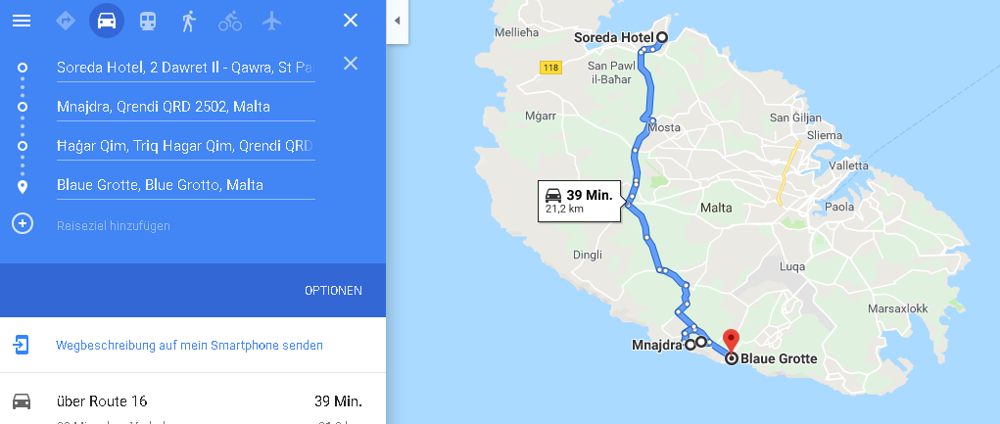 Soreda Hotel, 2 Dawret Il - Qawra, St Pa
Mnajdra, Qrendi QRD 2502, Malta
Ħaġar Qim, Triq Hagar Qim, Qrendi QRD
Blaue Grotte, Blue Grotto, Malta
Reiseziel hinzufügen
OPTIONEN
Wegbeschreibung auf mein Smartphone senden
über Route 16
39 Min.
Mellieħa
Soreda Hotel
118
San Pawl
il-Baħar
Mġarr
Mosta
San Ġiljan
Sliema
Valletta
39 Min.
21,2 km
Malta
Paola
Dingli
Luqa
Marsaxlokk
Mnajdra
Blaue Grotte